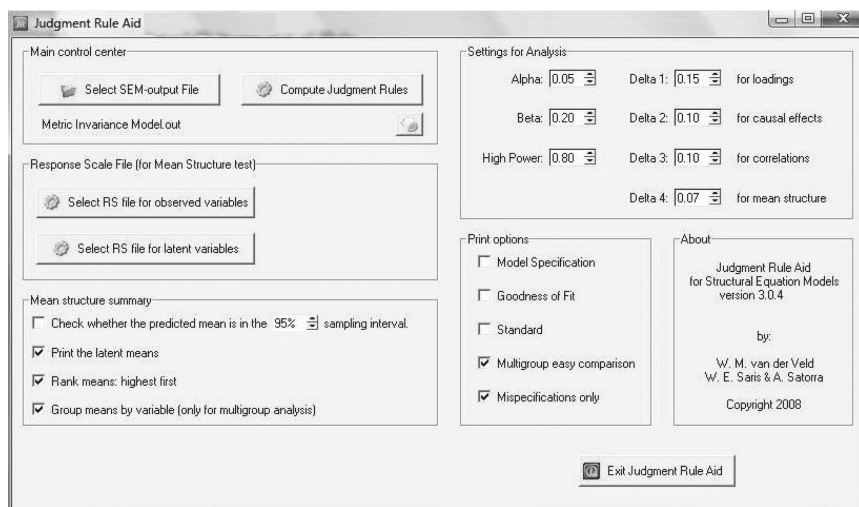 Judgment Rule Aid
Main control center
Select SEM-output File
Compute Judgment Rules
Metric Invariance Model.out
Response Scale File (for Mean Structure test)
Select RS file for observed variables
Select RS file for latent variables
Mean structure summary
Check whether the predicted mean is in the 95% sampling interval.
Print the latent means
Rank means: highest first
Group means by variable (only for multigroup analysis)
Settings for Analysis
Alpha: 0.05 Delta 1: 0.15 for loadings
Beta: 0.20 Delta 2: 0.10 for causal effects
High Power: 0.80 Delta 3: 0.10 for correlations
Delta 4: 0.07 for mean structure
Print options
Model Specification
Goodness of Fit
Standard
Multigroup easy comparison
Mispecifications only
About
Judgment Rule Aid
for Structural Equation Models
version 3.0.4
by:
W. M. van der Veld
W. E. Saris & A. Satorra
Copyright 2008
Exit Judgment Rule Aid